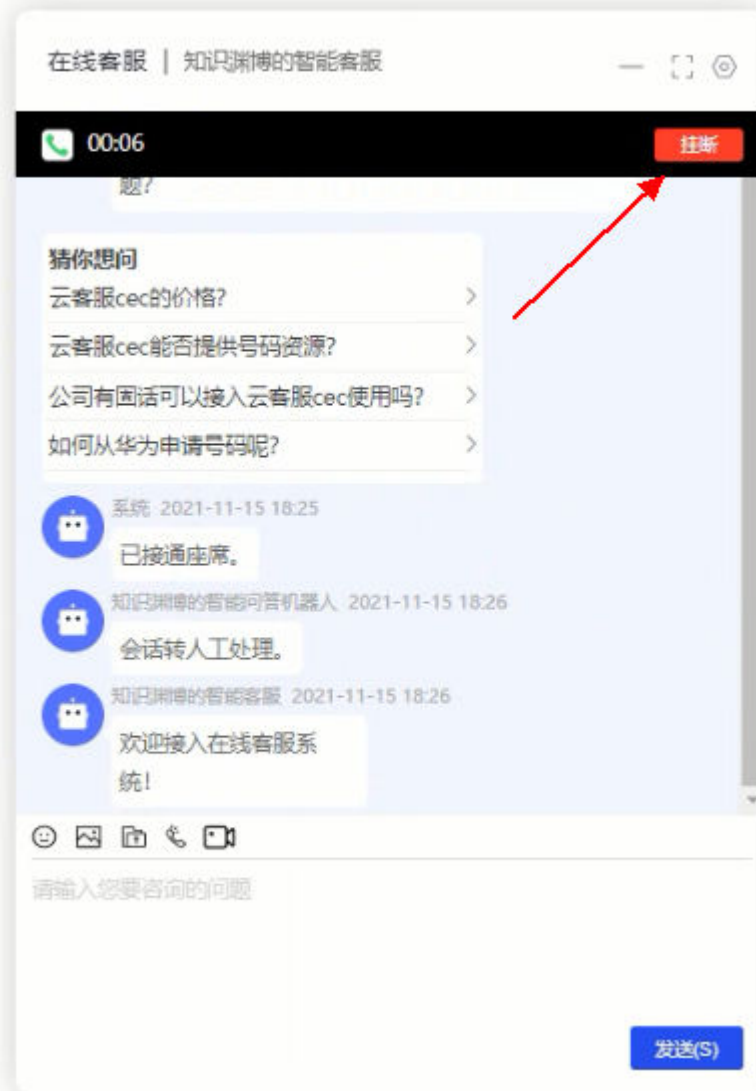 在线客服 | 知识渊博的智能客服
00:06 挂断
题?
猜你想问
云客服cec的价格?
云客服cec能否提供号码资源?
公司有固话可以接入云客服cec使用吗?
如何从华为申请号码呢?
系统 2021-11-15 18:25
已接通座席。
知识渊博的智能问答机器人 2021-11-15 18:26
会话转人工处理。
知识渊博的智能客服 2021-11-15 18:26
欢迎接入在线客服系
统!
请输入您要咨询的问题
发送(S)